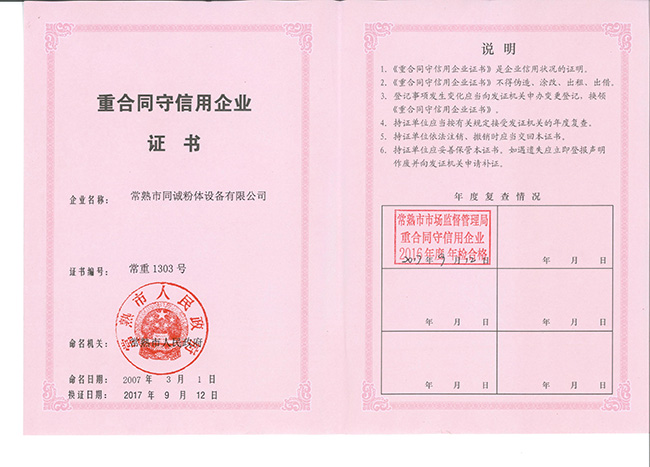 重合同守信用企业
证 书
企业名称： 常熟市同诚粉体设备有限公司
证书编号： 常重 1303 号
常熟市人民政府
命名机关： 常熟市人民政府
命名日期： 2007 年 3 月 1 日
换证日期： 2017 年 9 月 12 日
说 明
1. 《重合同守信用企业证书》是企业信用状况的证明。
2. 《重合同守信用企业证书》不得伪造、涂改、出租、出借。
3. 登记事项发生变化应当向发证机关申办变更登记，换领
《重合同守信用企业证书》。
4. 持证单位应当按有关规定接受发证机关的年度复查。
5. 持证单位依法注销、撤销时应当交回本证书。
6. 持证单位应妥善保管本证书，如遇遗失应立即登报声明
作废并向发证机关申请补证。
年度复查情况
常熟市市场监督管理局
重合同守信用企业
2016年度 年检合格
2017 年 9 月 12 日
年 月 日
年 月 日
年 月 日
年 月 日
年 月 日